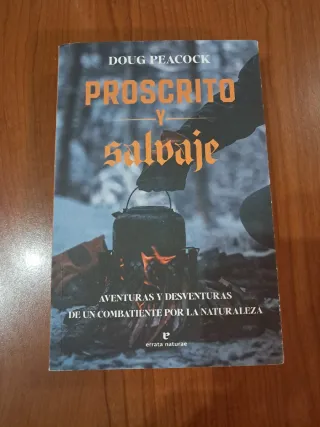 DOUG PEACOCK
PROSCRITO
Y
salvaje
AVENTURAS Y DESVENTURAS
DE UN COMBATIENTE POR LA NATURALEZA
errata naturae